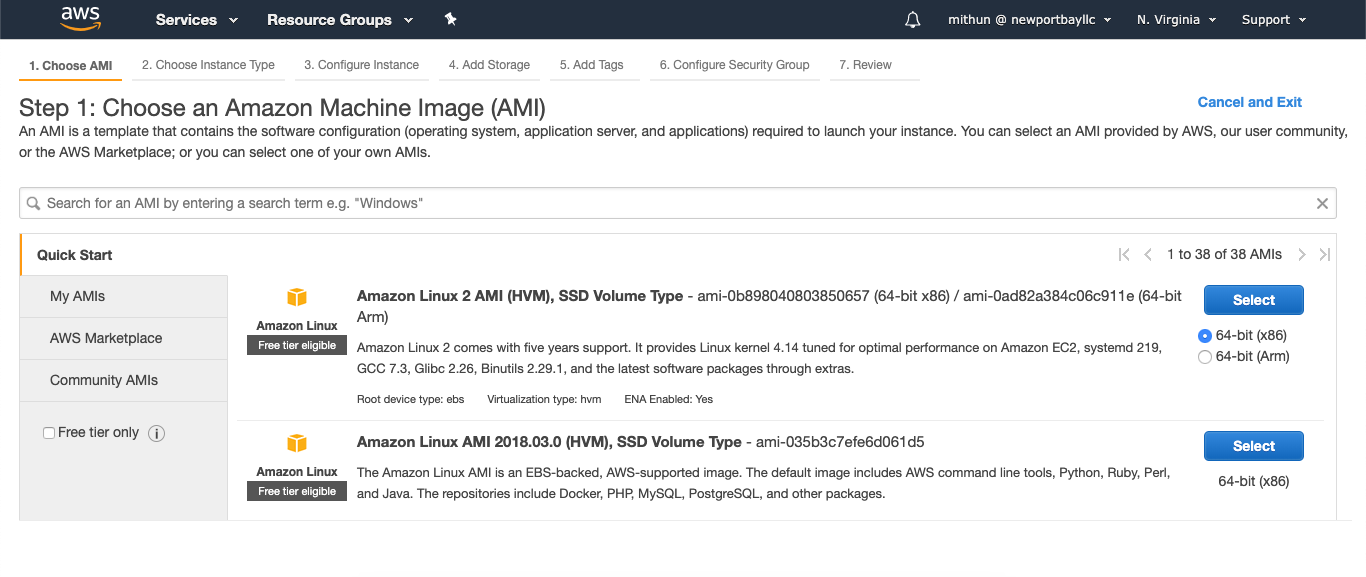 aws Services Resource Groups mithun @ newportbayllc N. Virginia Support
1. Choose AMI 2. Choose Instance Type 3. Configure Instance 4. Add Storage 5. Add Tags 6. Configure Security Group 7. Review
Step 1: Choose an Amazon Machine Image (AMI)
Cancel and Exit
An AMI is a template that contains the software configuration (operating system, application server, and applications) required to launch your instance. You can select an AMI provided by AWS, our user community,
or the AWS Marketplace; or you can select one of your own AMIs.
Search for an AMI by entering a search term e.g. "Windows"
Quick Start
1 to 38 of 38 AMIs
My AMIs
AWS Marketplace
Community AMIs
Free tier only
Amazon Linux
Free tier eligible
Amazon Linux 2 AMI (HVM), SSD Volume Type - ami-0b898040803850657 (64-bit x86) / ami-0ad82a384c06c911e (64-bit
Arm)
Amazon Linux 2 comes with five years support. It provides Linux kernel 4.14 tuned for optimal performance on Amazon EC2, systemd 219,
GCC 7.3, Glibc 2.26, Binutils 2.29.1, and the latest software packages through extras.
Root device type: ebs Virtualization type: hvm ENA Enabled: Yes
Select
64-bit (x86)
64-bit (Arm)
Amazon Linux
Free tier eligible
Amazon Linux AMI 2018.03.0 (HVM), SSD Volume Type - ami-035b3c7efe6d061d5
The Amazon Linux AMI is an EBS-backed, AWS-supported image. The default image includes AWS command line tools, Python, Ruby, Perl,
and Java. The repositories include Docker, PHP, MySQL, PostgreSQL, and other packages.
Select
64-bit (x86)